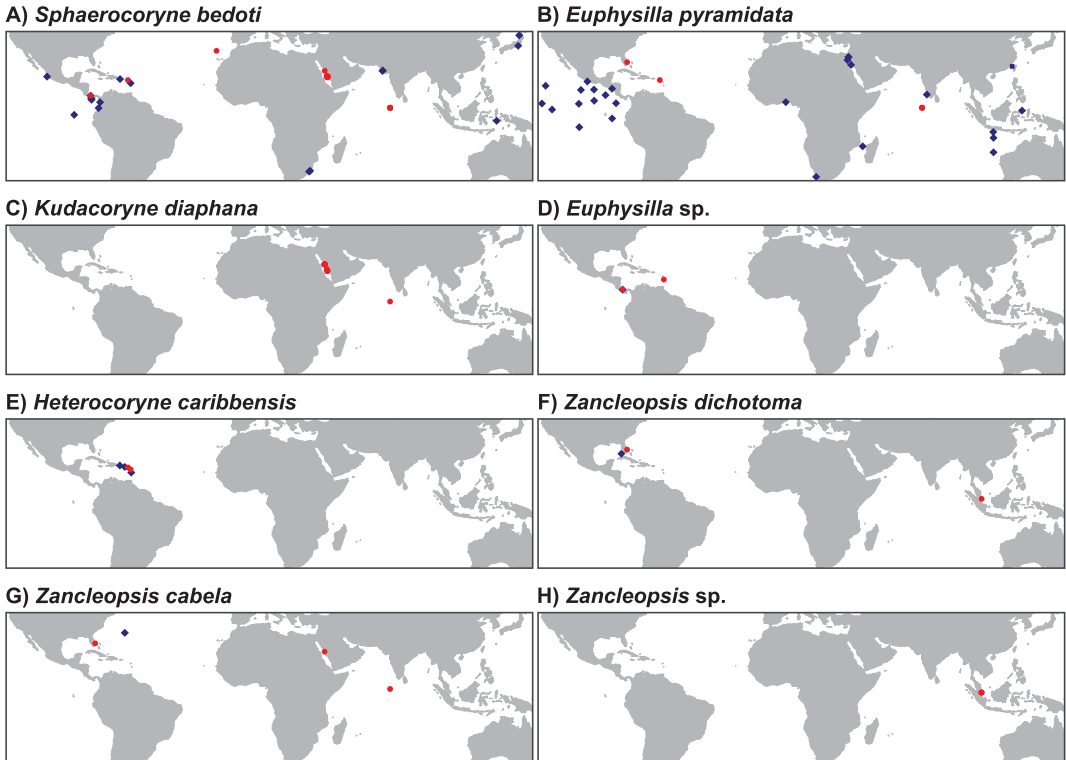 A) Sphaerocoryne bedoti
B) Euphysilla pyramidata
C) Kudacoryne diaphana
D) Euphysilla sp.
E) Heterocoryne caribbensis
F) Zancleopsis dichotoma
G) Zancleopsis cabela
H) Zancleopsis sp.